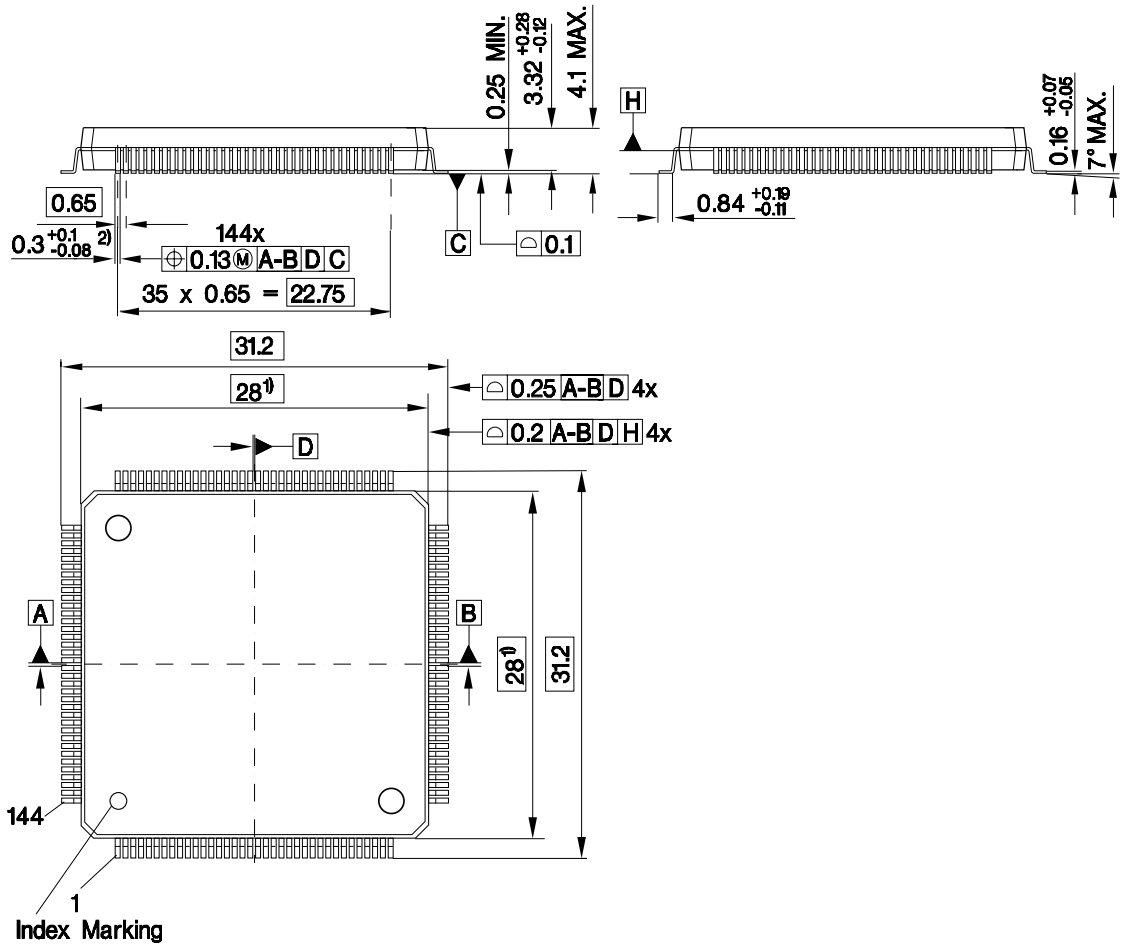 0.25 MIN.
3.32 +0.28 -0.12
4.1 MAX.
H
0.16 +0.07 -0.05
7° MAX.
0.65
0.84 +0.19 -0.11
0.3 +0.1 -0.08 2)
144x
C
⌓ 0.1
⌖ 0.13 Ⓜ A-B D C
35 x 0.65 = 22.75
31.2
28 1)
⌓ 0.25 A-B D 4x
⌓ 0.2 A-B D H 4x
D
A
B
28 1)
31.2
144
1
Index Marking